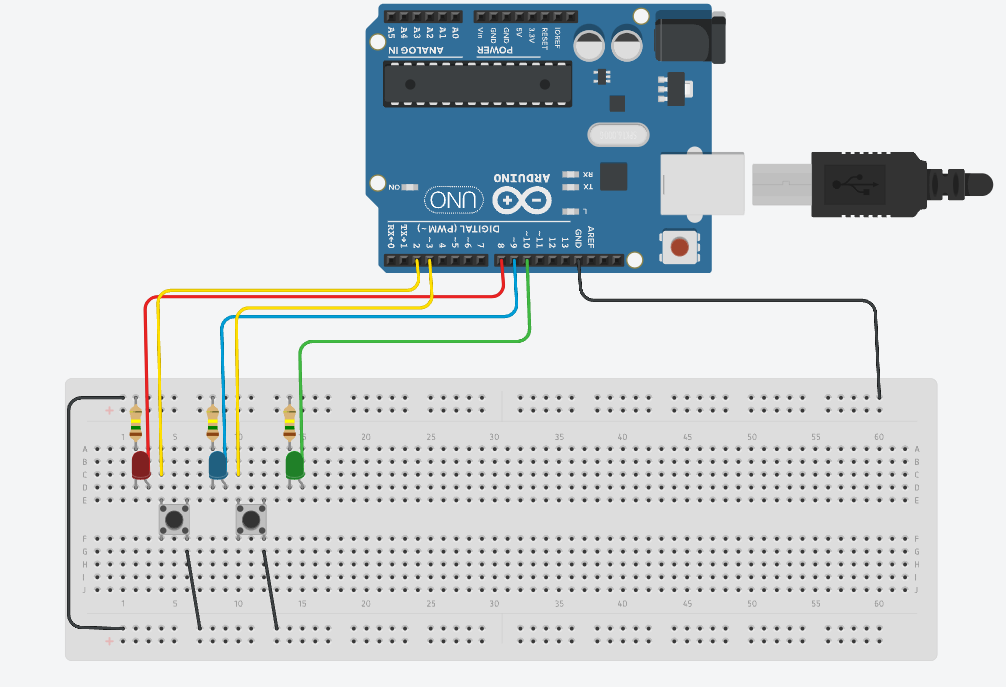 A5 A4 A3 A2 A1 A0 Vin GND GND 5V 3.3V RESET IOREF
ANALOG IN POWER
RX
TX
ON UNO ARDUINO
L
DIGITAL (PWM~)
RX←0 TX→1 2 ~3 4 ~5 ~6 7 8 ~9 ~10 ~11 12 13 GND AREF
+
1 5 10 15 20 25 30 35 40 45 50 55 60
A A
B B
C C
D D
E E
F F
G G
H H
I I
J J
1 5 10 15 20 25 30 35 40 45 50 55 60
+